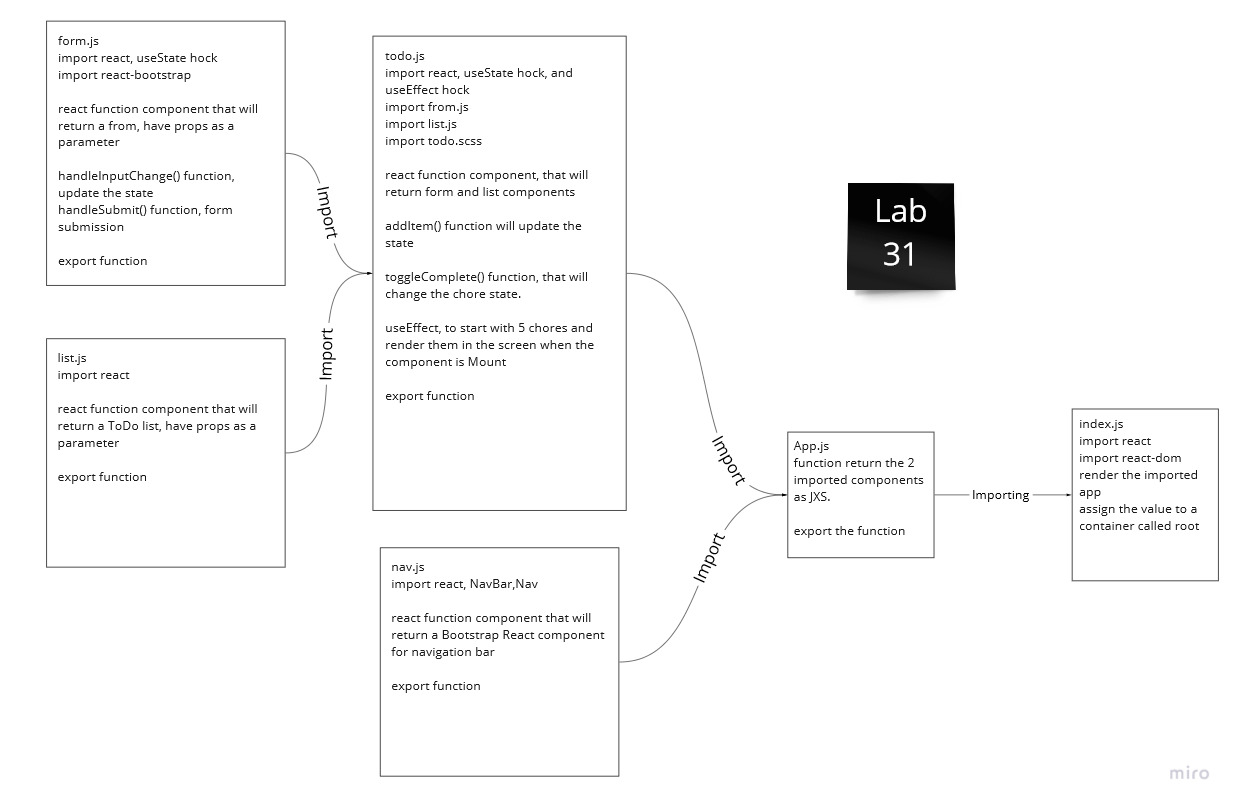 form.js
import react, useState hock
import react-bootstrap
react function component that will
return a from, have props as a
parameter
handleInputChange() function,
update the state
handleSubmit() function, form
submission
export function
Import
list.js
import react
react function component that will
return a ToDo list, have props as a
parameter
export function
Import
todo.js
import react, useState hock, and
useEffect hock
import from.js
import list.js
import todo.scss
react function component, that will
return form and list components
addItem() function will update the
state
toggleComplete() function, that will
change the chore state.
useEffect, to start with 5 chores and
render them in the screen when the
component is Mount
export function
Import
nav.js
import react, NavBar,Nav
react function component that will
return a Bootstrap React component
for navigation bar
export function
Import
Lab
31
App.js
function return the 2
imported components
as JXS.
export the function
Importing
index.js
import react
import react-dom
render the imported
app
assign the value to a
container called root
miro